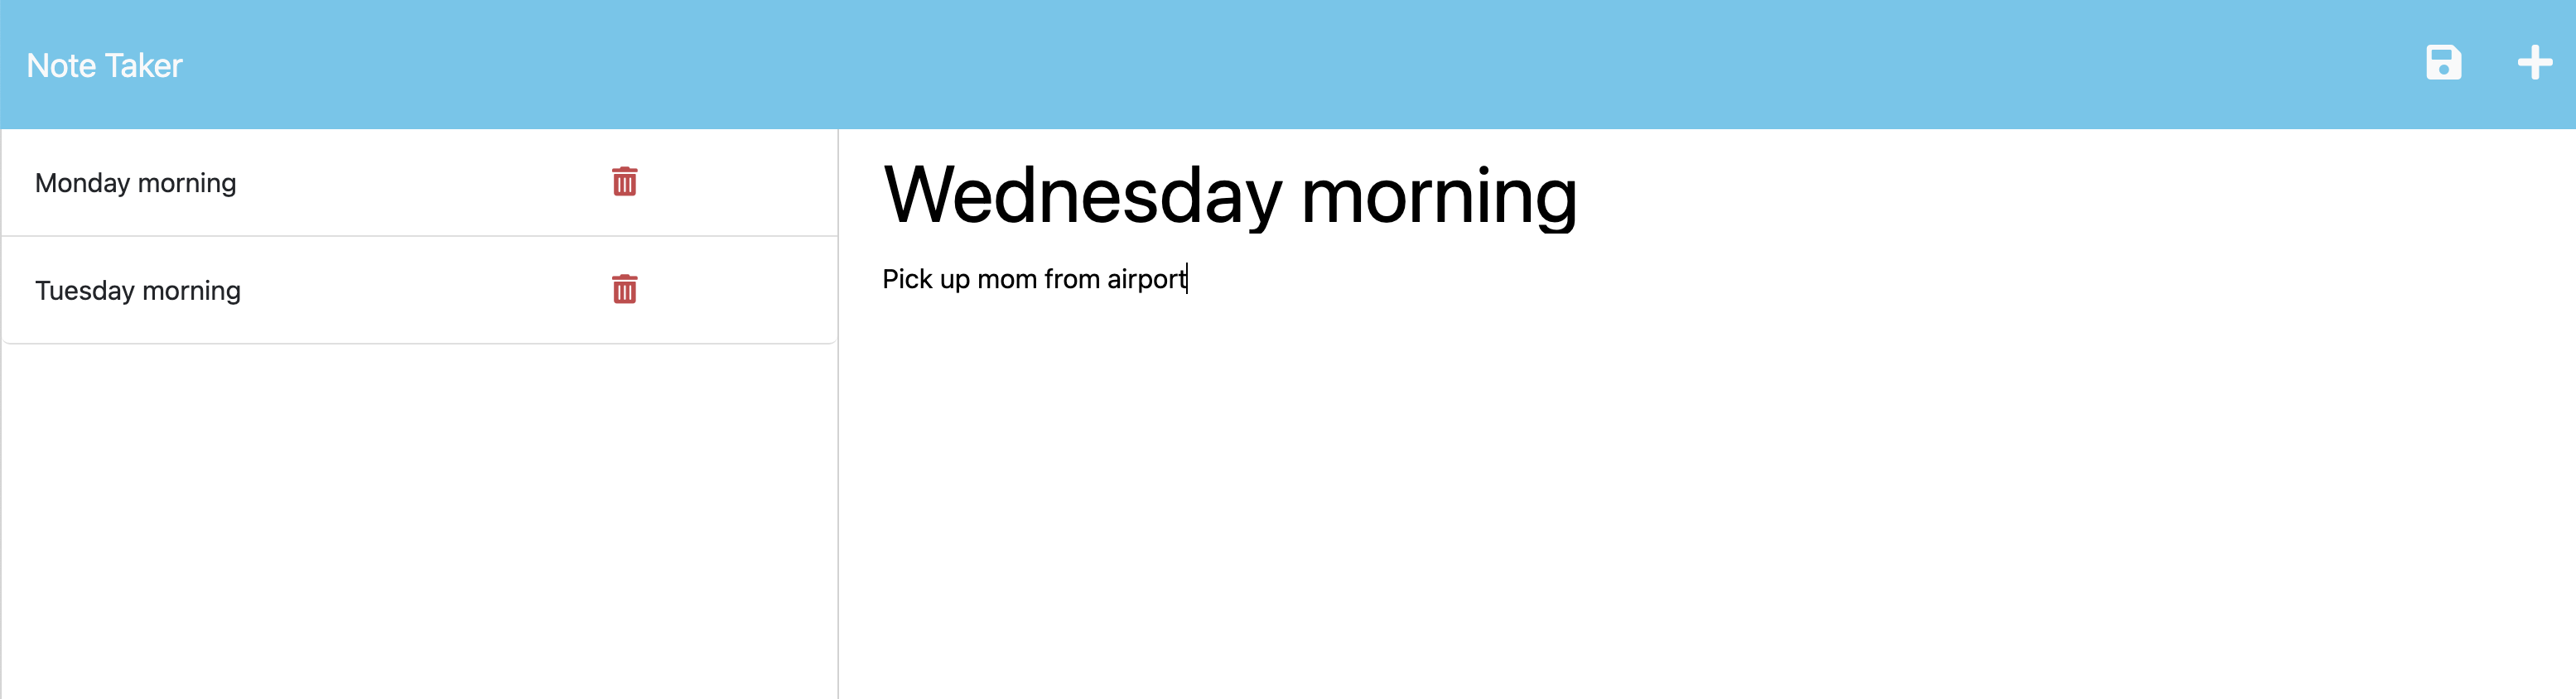 Note Taker
Monday morning
Tuesday morning
Wednesday morning
Pick up mom from airport